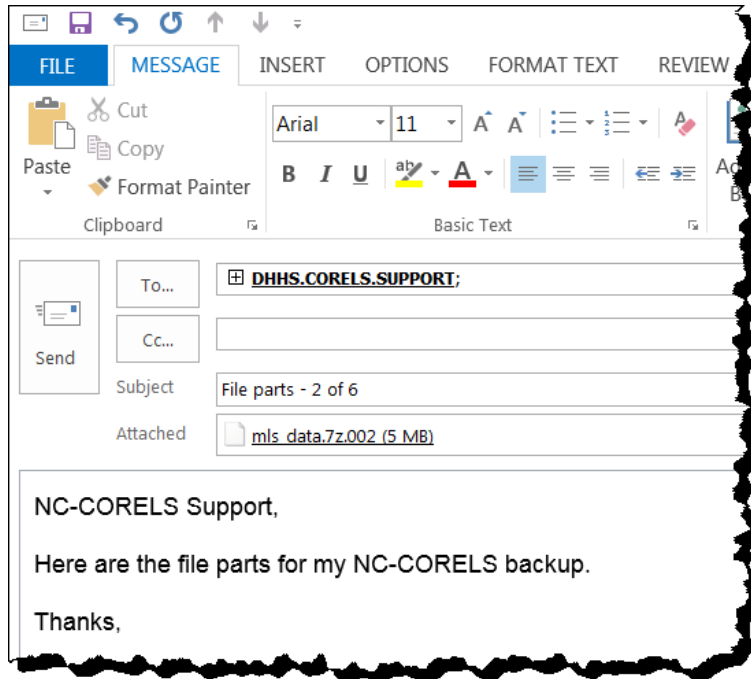 FILE MESSAGE INSERT OPTIONS FORMAT TEXT REVIEW
Cut
Arial 11
Copy
Paste
B I U
Format Painter
Clipboard Basic Text
To... DHHS.CORELS.SUPPORT;
Cc...
Send
Subject File parts - 2 of 6
Attached mls_data.7z.002 (5 MB)
NC-CORELS Support,
Here are the file parts for my NC-CORELS backup.
Thanks,